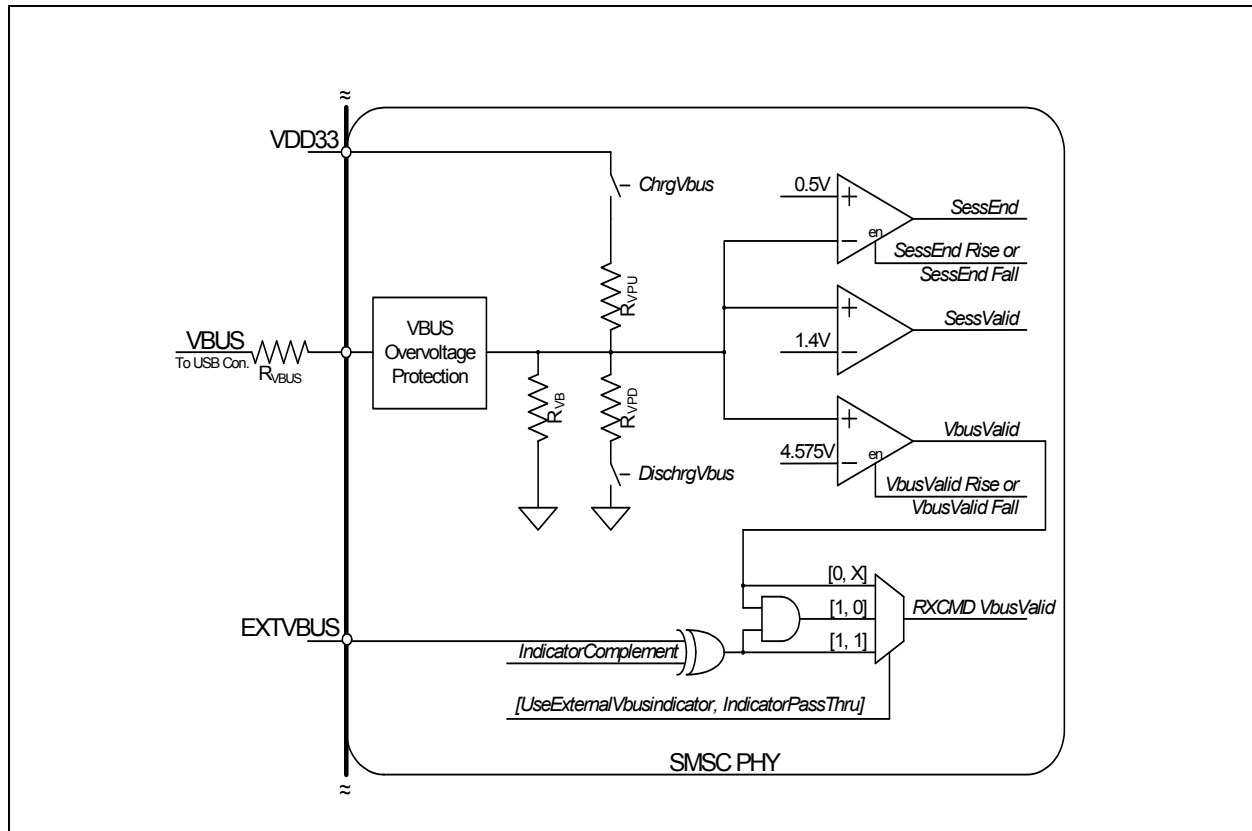 VDD33
ChrgVbus
RVPU
0.5V
+
−
en
SessEnd
SessEnd Rise or
SessEnd Fall
VBUS
To USB Con.
RVBUS
VBUS
Overvoltage
Protection
RVB
RVPD
DischrgVbus
+
1.4V
−
SessValid
+
4.575V
−
en
VbusValid
VbusValid Rise or
VbusValid Fall
[0, X]
[1, 0]
[1, 1]
RXCMD VbusValid
EXTVBUS
IndicatorComplement
[UseExternalVbusindicator, IndicatorPassThru]
SMSC PHY